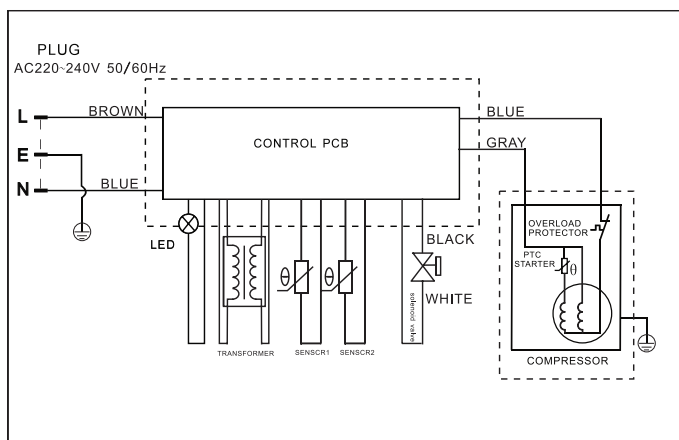 PLUG
AC220~240V 50/60Hz
L
BROWN
BLUE
CONTROL PCB
GRAY
E
N
BLUE
OVERLOAD
PROTECTOR
LED
BLACK
PTC
STARTER
θ
θ
θ
WHITE
solenoid valve
TRANSFORMER
SENSCR1
SENSCR2
COMPRESSOR